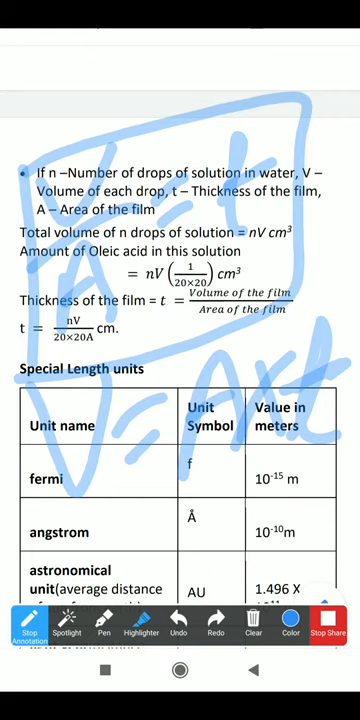 • If n –Number of drops of solution in water, V –
Volume of each drop, t – Thickness of the film,
A – Area of the film
Total volume of n drops of solution = nV cm³
Amount of Oleic acid in this solution
= nV (1/20×20) cm³
Thickness of the film = t = Volume of the film / Area of the film
t = nV/20×20A cm.
V/A = t
Special Length units
V = A×t
Unit name Unit Symbol Value in meters
fermi f 10⁻¹⁵ m
angstrom Å 10⁻¹⁰m
astronomical
unit(average distance AU 1.496 X
Stop Annotation Spotlight Pen Highlighter Undo Redo Clear Color Stop Share